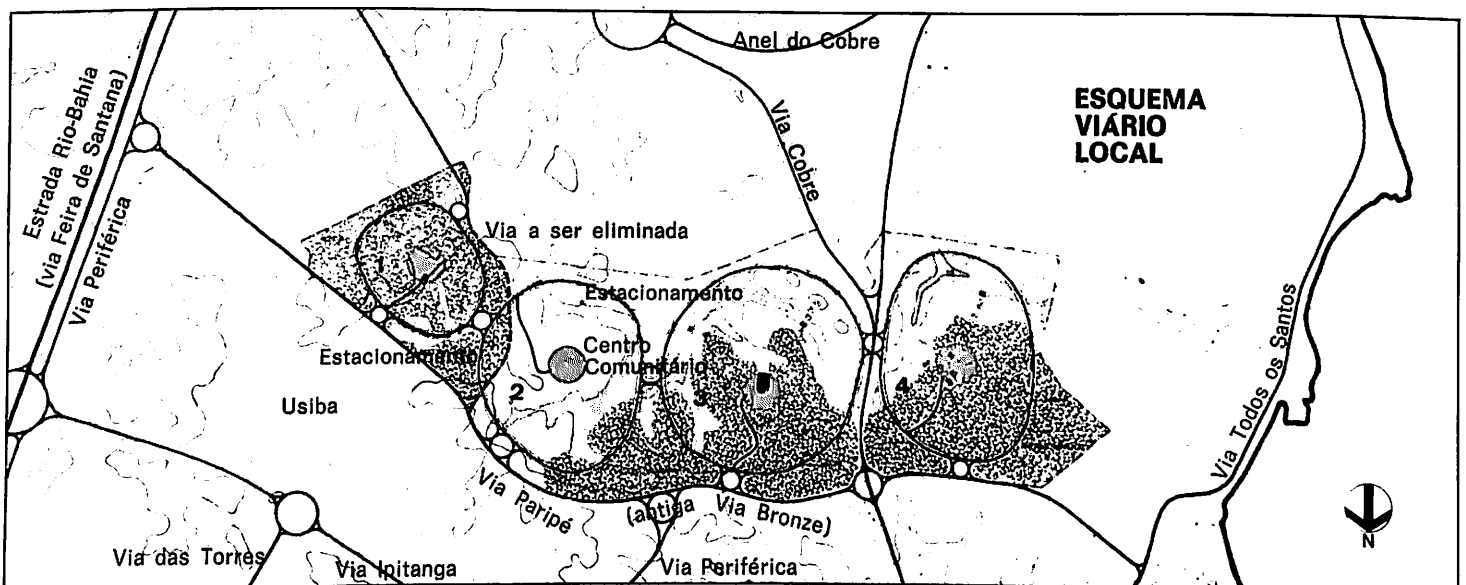 Anel do Cobre
ESQUEMA
VIÁRIO
LOCAL
Estrada Rio-Bahia
(via Feira de Santana)
Via Periférica
Via Cobre
Via a ser eliminada
1
Estacionamento
Estacionamento
Centro
Comunitário
2
3
4
Usiba
Via Todos os Santos
Via Paripé
(antiga Via Bronze)
N
Via das Torres
Via Ipitanga
Via Periférica